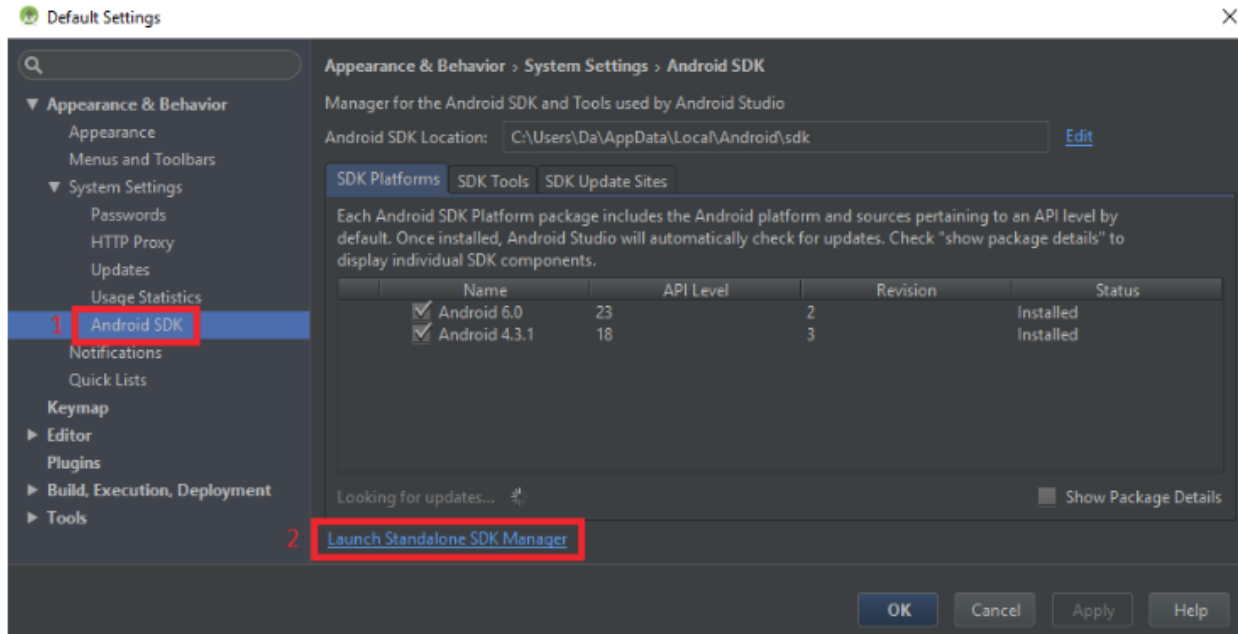 Default Settings
Appearance & Behavior
Appearance
Menus and Toolbars
System Settings
Passwords
HTTP Proxy
Updates
Usage Statistics
1 Android SDK
Notifications
Quick Lists
Keymap
Editor
Plugins
Build, Execution, Deployment
Tools
Appearance & Behavior › System Settings › Android SDK
Manager for the Android SDK and Tools used by Android Studio
Android SDK Location: C:\Users\Da\AppData\Local\Android\sdk Edit
SDK Platforms SDK Tools SDK Update Sites
Each Android SDK Platform package includes the Android platform and sources pertaining to an API level by
default. Once installed, Android Studio will automatically check for updates. Check "show package details" to
display individual SDK components.
Name API Level Revision Status
Android 6.0 23 2 Installed
Android 4.3.1 18 3 Installed
Looking for updates... Show Package Details
2 Launch Standalone SDK Manager
OK Cancel Apply Help